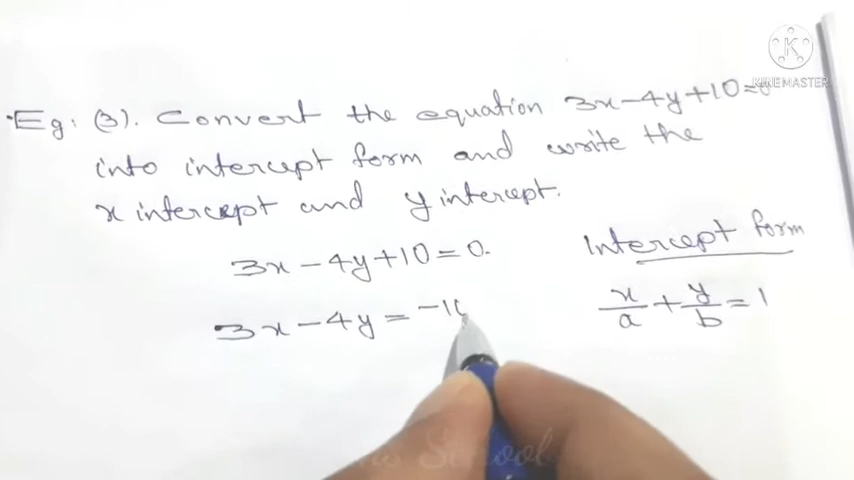 KINEMASTER
Eg: (3). Convert the equation 3x-4y+10=0
into intercept form and write the
x intercept and y intercept.
3x-4y+10=0.
Intercept form
3x-4y=-10
x/a + y/b = 1